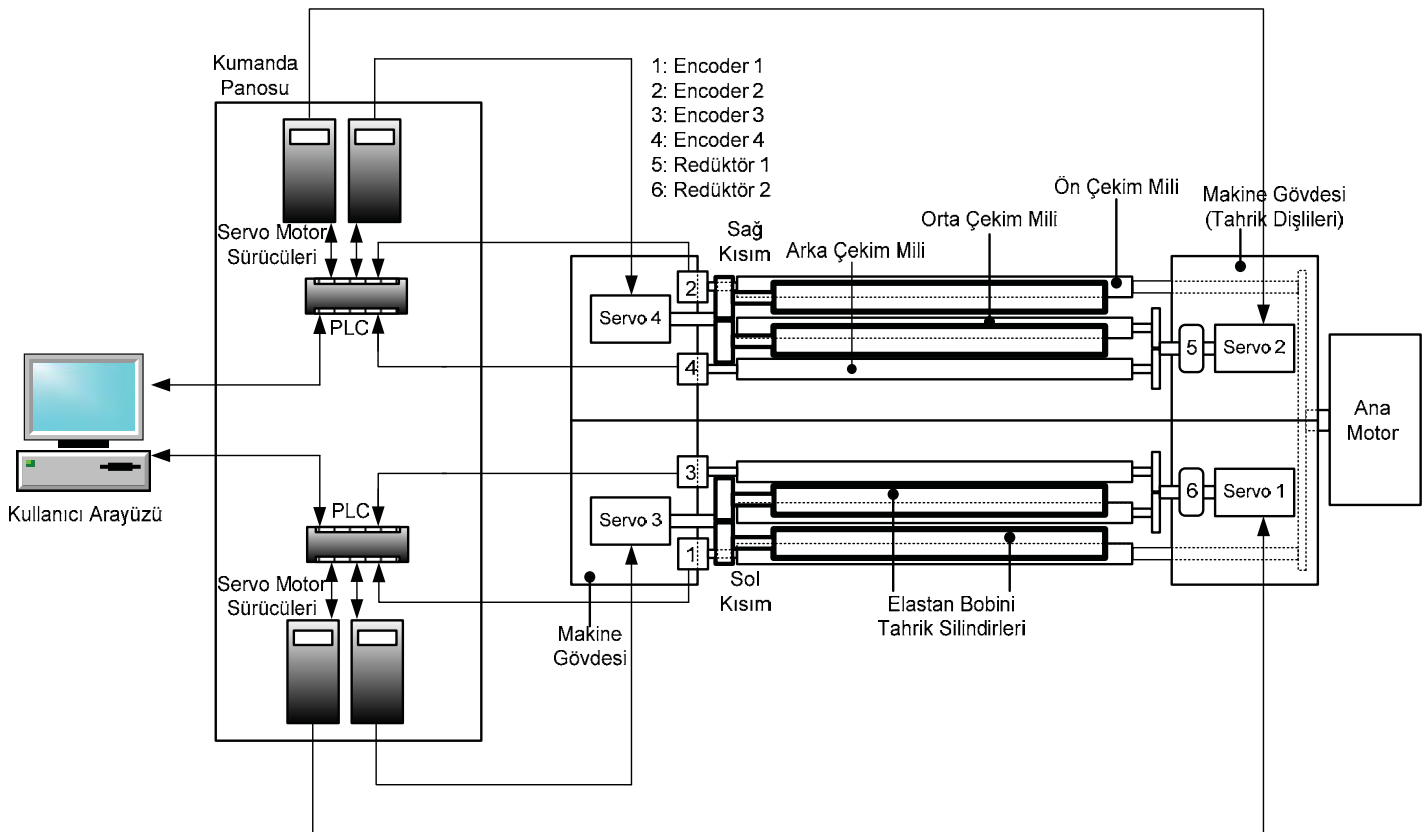 Kumanda
Panosu
1: Encoder 1
2: Encoder 2
3: Encoder 3
4: Encoder 4
5: Redüktör 1
6: Redüktör 2
Ön Çekim Mili
Makine Gövdesi
(Tahrik Dişlileri)
Orta Çekim Mili
Sağ
Kısım
Arka Çekim Mili
Servo Motor
Sürücüleri
PLC
2
Servo 4
4
5
Servo 2
Ana
Motor
Kullanıcı Arayüzü
3
Servo 3
1
6
Servo 1
PLC
Servo Motor
Sürücüleri
Sol
Kısım
Elastan Bobini
Tahrik Silindirleri
Makine
Gövdesi